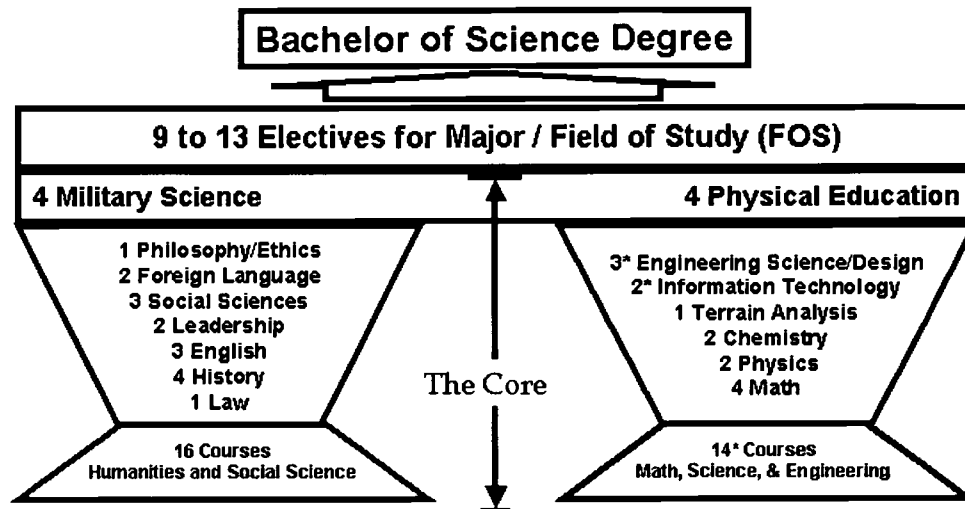 Bachelor of Science Degree
9 to 13 Electives for Major / Field of Study (FOS)
4 Military Science
4 Physical Education
1 Philosophy/Ethics
2 Foreign Language
3 Social Sciences
2 Leadership
3 English
4 History
1 Law
16 Courses
Humanities and Social Science
The Core
3* Engineering Science/Design
2* Information Technology
1 Terrain Analysis
2 Chemistry
2 Physics
4 Math
14* Courses
Math, Science, & Engineering